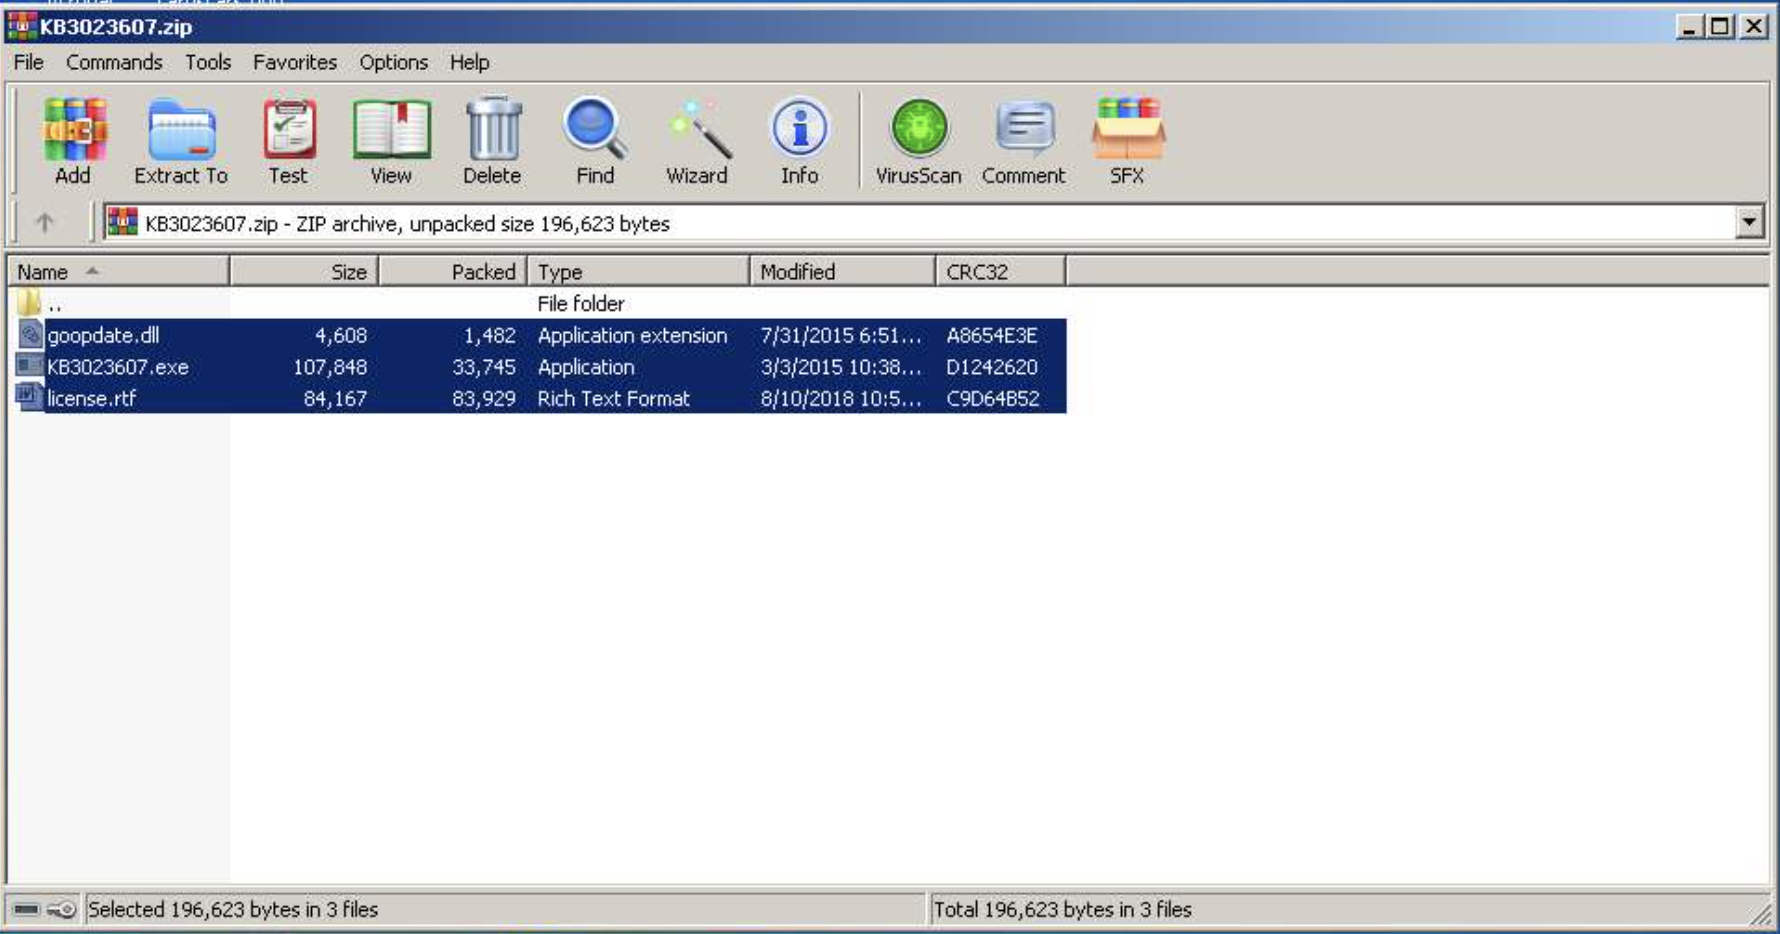 KB3023607.zip
File Commands Tools Favorites Options Help
Add Extract To Test View Delete Find Wizard Info VirusScan Comment SFX
KB3023607.zip - ZIP archive, unpacked size 196,623 bytes
Name Size Packed Type Modified CRC32
.. File folder
goopdate.dll 4,608 1,482 Application extension 7/31/2015 6:51... A8654E3E
KB3023607.exe 107,848 33,745 Application 3/3/2015 10:38... D1242620
license.rtf 84,167 83,929 Rich Text Format 8/10/2018 10:5... C9D64B52
Selected 196,623 bytes in 3 files Total 196,623 bytes in 3 files